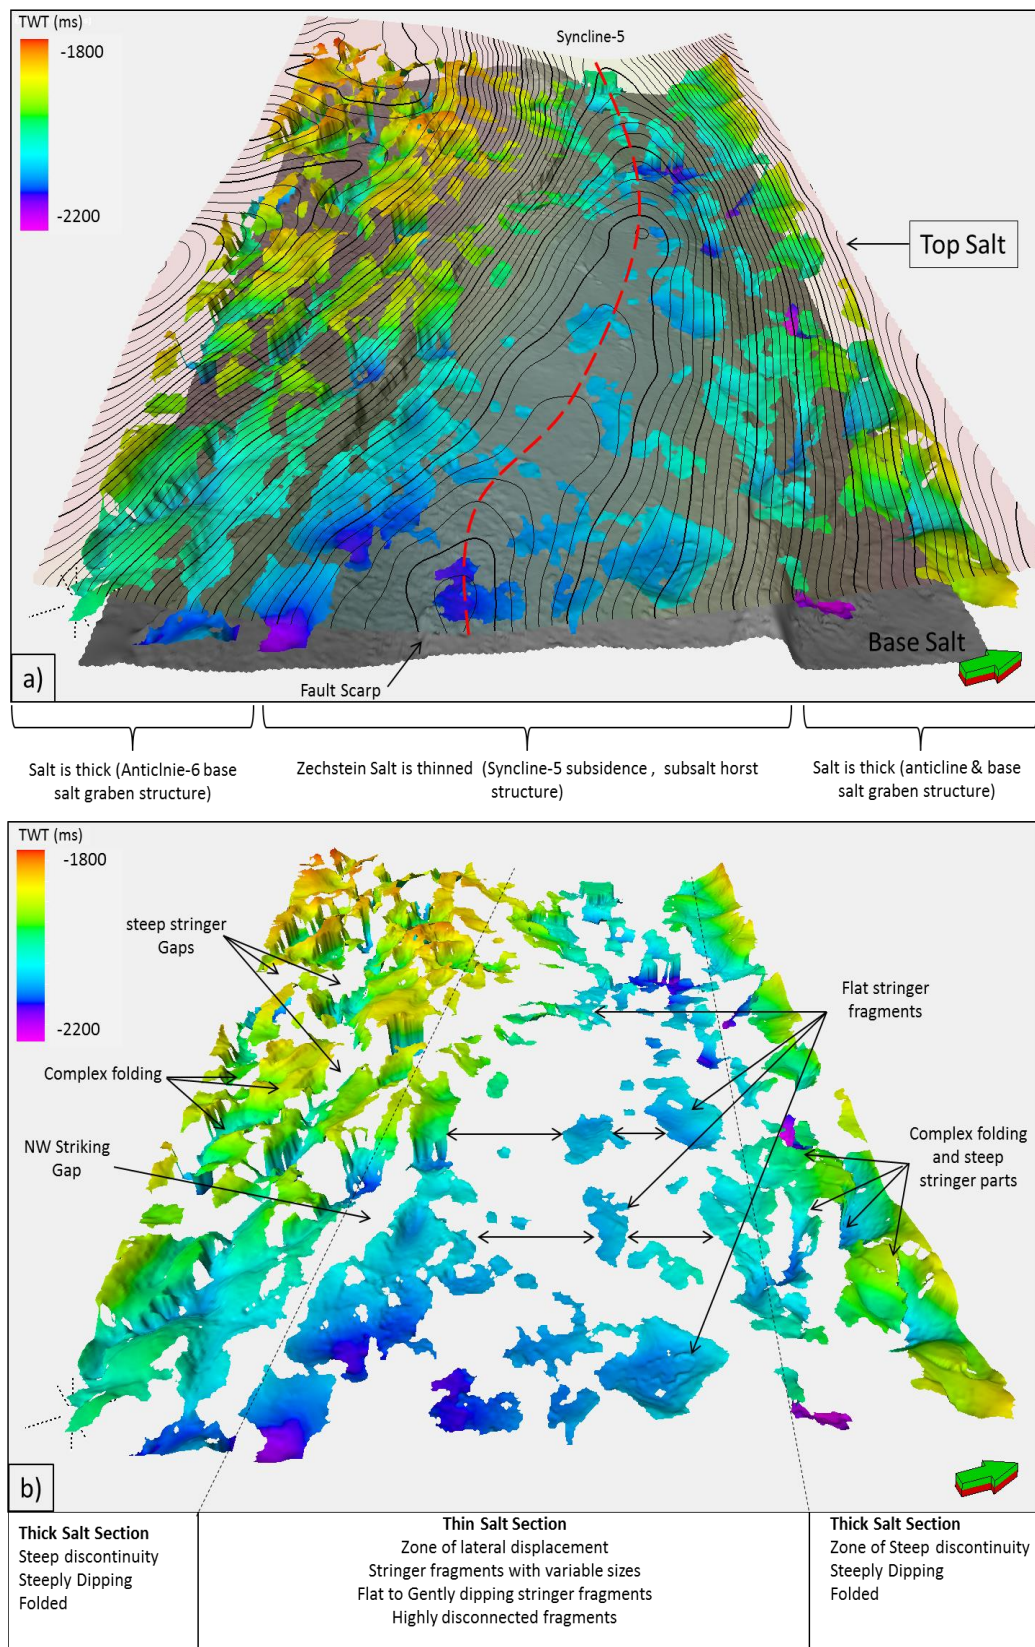 TWT (ms)
-1800
-2200
Syncline-5
Top Salt
Base Salt
Fault Scarp
a)
Salt is thick (Anticlnie-6 base
salt graben structure)
Zechstein Salt is thinned (Syncline-5 subsidence , subsalt horst
structure)
Salt is thick (anticline & base
salt graben structure)
TWT (ms)
-1800
-2200
steep stringer
Gaps
Complex folding
NW Striking
Gap
Flat stringer
fragments
Complex folding
and steep
stringer parts
b)
Thick Salt Section
Steep discontinuity
Steeply Dipping
Folded
Thin Salt Section
Zone of lateral displacement
Stringer fragments with variable sizes
Flat to Gently dipping stringer fragments
Highly disconnected fragments
Thick Salt Section
Zone of Steep discontinuity
Steeply Dipping
Folded